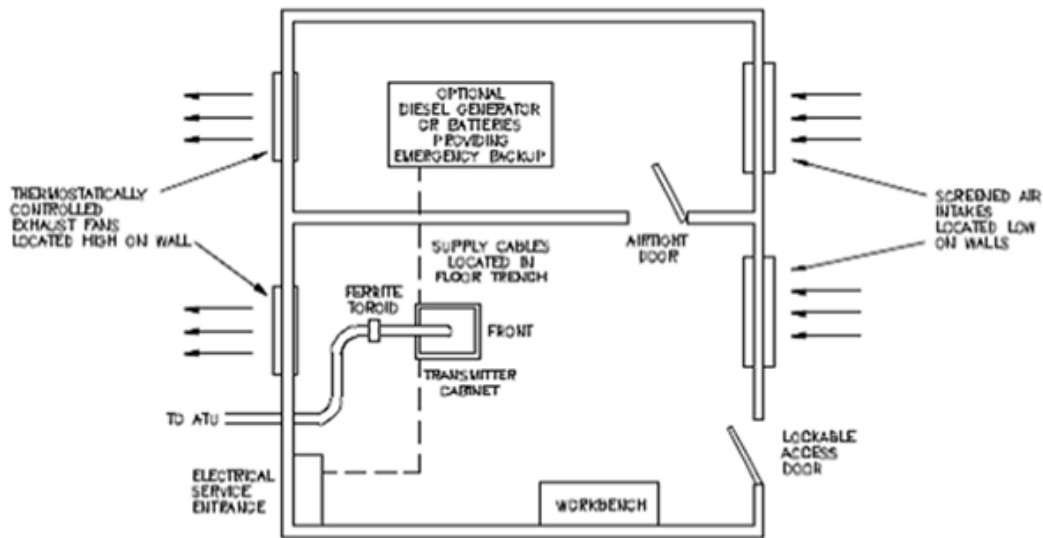 OPTIONAL
DIESEL GENERATOR
OR BATTERIES
PROVIDING
EMERGENCY BACKUP
THERMOSTATICALLY
CONTROLLED
EXHAUST FANS
LOCATED HIGH ON WALL
SCREENED AIR
INTAKES
LOCATED LOW
ON WALLS
AIRTIGHT
DOOR
SUPPLY CABLES
LOCATED IN
FLOOR TRENCH
FERRITE
TOROID
FRONT
TRANSMITTER
CABINET
TO ATU
LOCKABLE
ACCESS
DOOR
ELECTRICAL
SERVICE
ENTRANCE
WORKBENCH